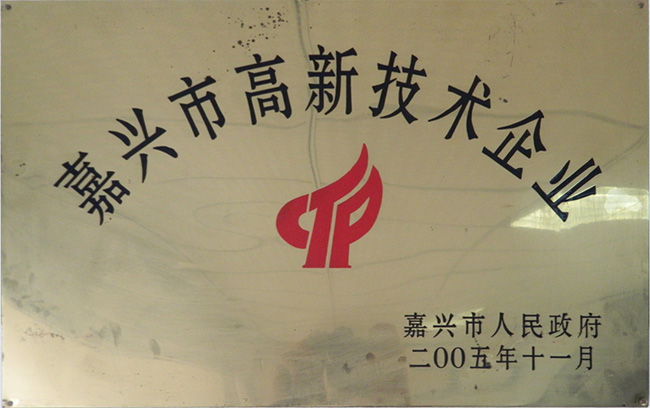 嘉兴市高新技术企业
嘉兴市人民政府
二00五年十一月